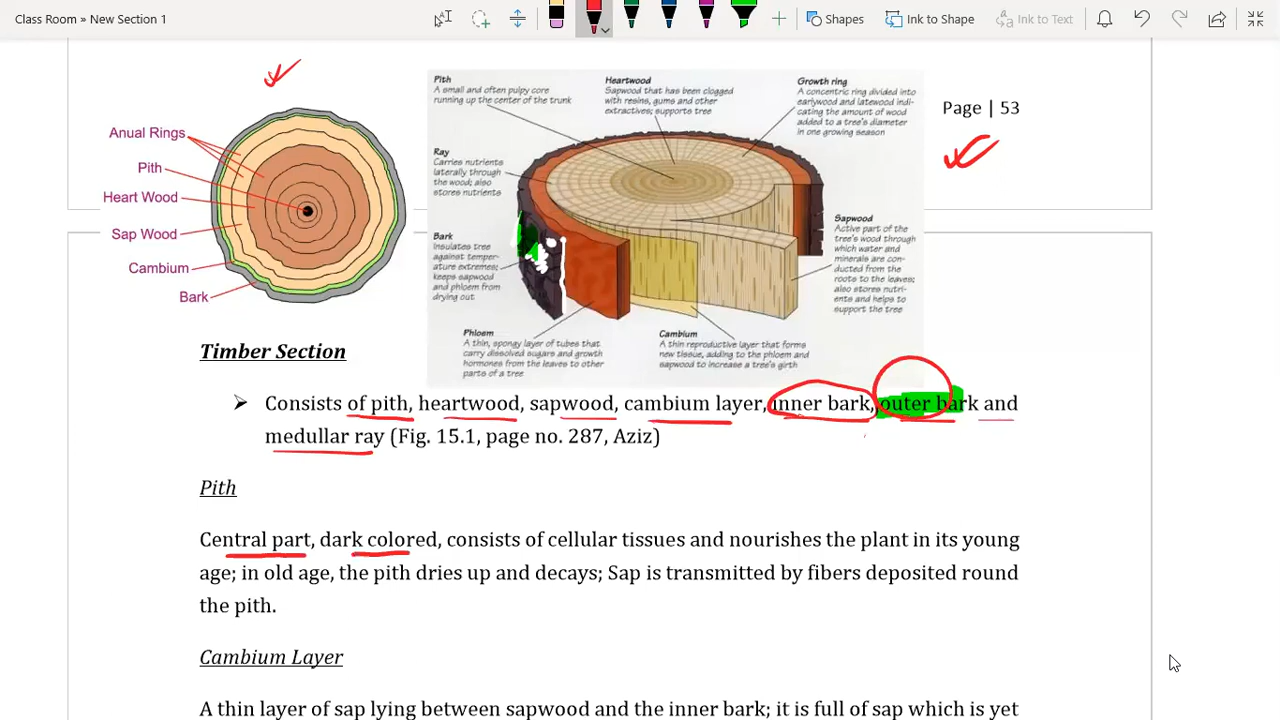 Class Room » New Section 1
Shapes
Ink to Shape
Ink to Text
Page | 53
Anual Rings
Pith
Heart Wood
Sap Wood
Cambium
Bark
Pith
A small and often pulpy core
running up the center of the trunk
Heartwood
Sapwood that has been clogged
with resins, gums and other
extractives; supports tree
Growth ring
A concentric ring divided into
earlywood and latewood indi-
cating the amount of wood
added to a tree's diameter
in one growing season
Ray
Carries nutrients
laterally through
the wood; also
stores nutrients
Bark
Insulates tree
against temper-
ature extremes;
keeps sapwood
and phloem from
drying out
Sapwood
Active part of the
tree's wood through
which water and
minerals are con-
ducted from the
roots to the leaves;
also stores nutri-
ents and helps to
support the tree
Phloem
A thin, spongy layer of tubes that
carry dissolved sugars and growth
hormones from the leaves to other
parts of a tree
Cambium
A thin reproductive layer that forms
new tissue, adding to the phloem and
sapwood to increase a tree's girth
Timber Section
➢ Consists of pith, heartwood, sapwood, cambium layer, inner bark, outer bark and
medullar ray (Fig. 15.1, page no. 287, Aziz)
Pith
Central part, dark colored, consists of cellular tissues and nourishes the plant in its young
age; in old age, the pith dries up and decays; Sap is transmitted by fibers deposited round
the pith.
Cambium Layer
A thin layer of sap lying between sapwood and the inner bark; it is full of sap which is yet